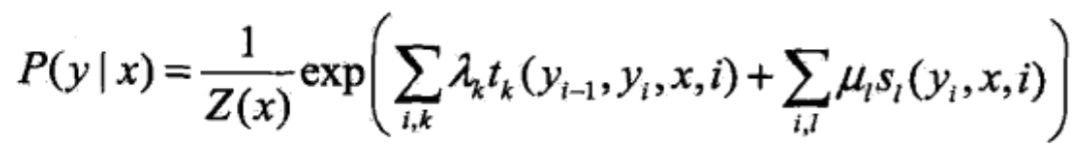 P(y|x) = \frac{1}{Z(x)} \exp\left( \sum_{i,k} \lambda_k t_k(y_{i-1}, y_i, x, i) + \sum_{i,l} \mu_l s_l(y_i, x, i) \right)